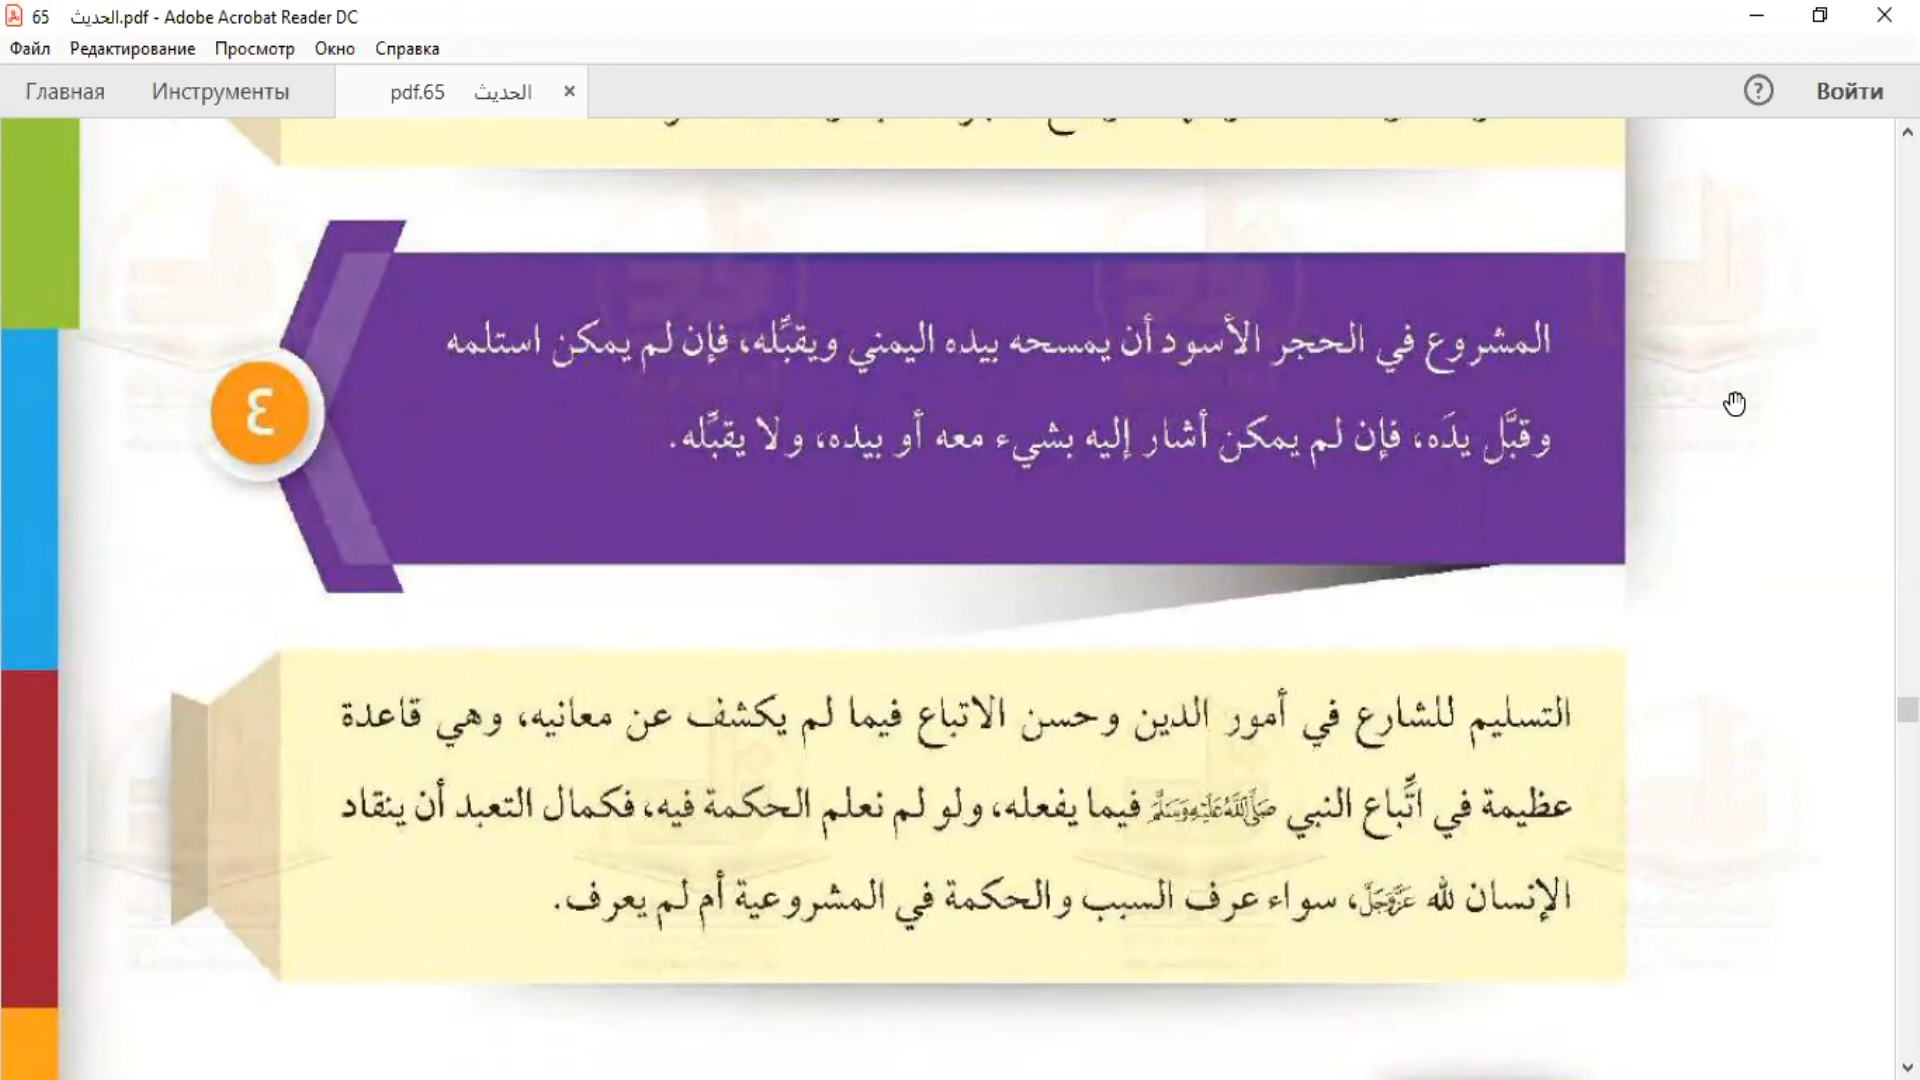 65 الحديث.pdf - Adobe Acrobat Reader DC
Файл Редактирование Просмотр Окно Справка
Главная Инструменты pdf.65 الحديث × ? Войти
المشروع في الحجر الأسود أن يمسحه بيده اليمني ويقبِّله، فإن لم يمكن استلمه
وقبَّل يدَه، فإن لم يمكن أشار إليه بشيء معه أو بيده، ولا يقبِّله.
٤
التسليم للشارع في أمور الدين وحسن الاتباع فيما لم يكشف عن معانيه، وهي قاعدة
عظيمة في اتِّباع النبي صَلَّىاللَّهُعَلَيْهِوَسَلَّمَ فيما يفعله، ولو لم نعلم الحكمة فيه، فكمال التعبد أن ينقاد
الإنسان لله عَزَّوَجَلَّ، سواء عرف السبب والحكمة في المشروعية أم لم يعرف.